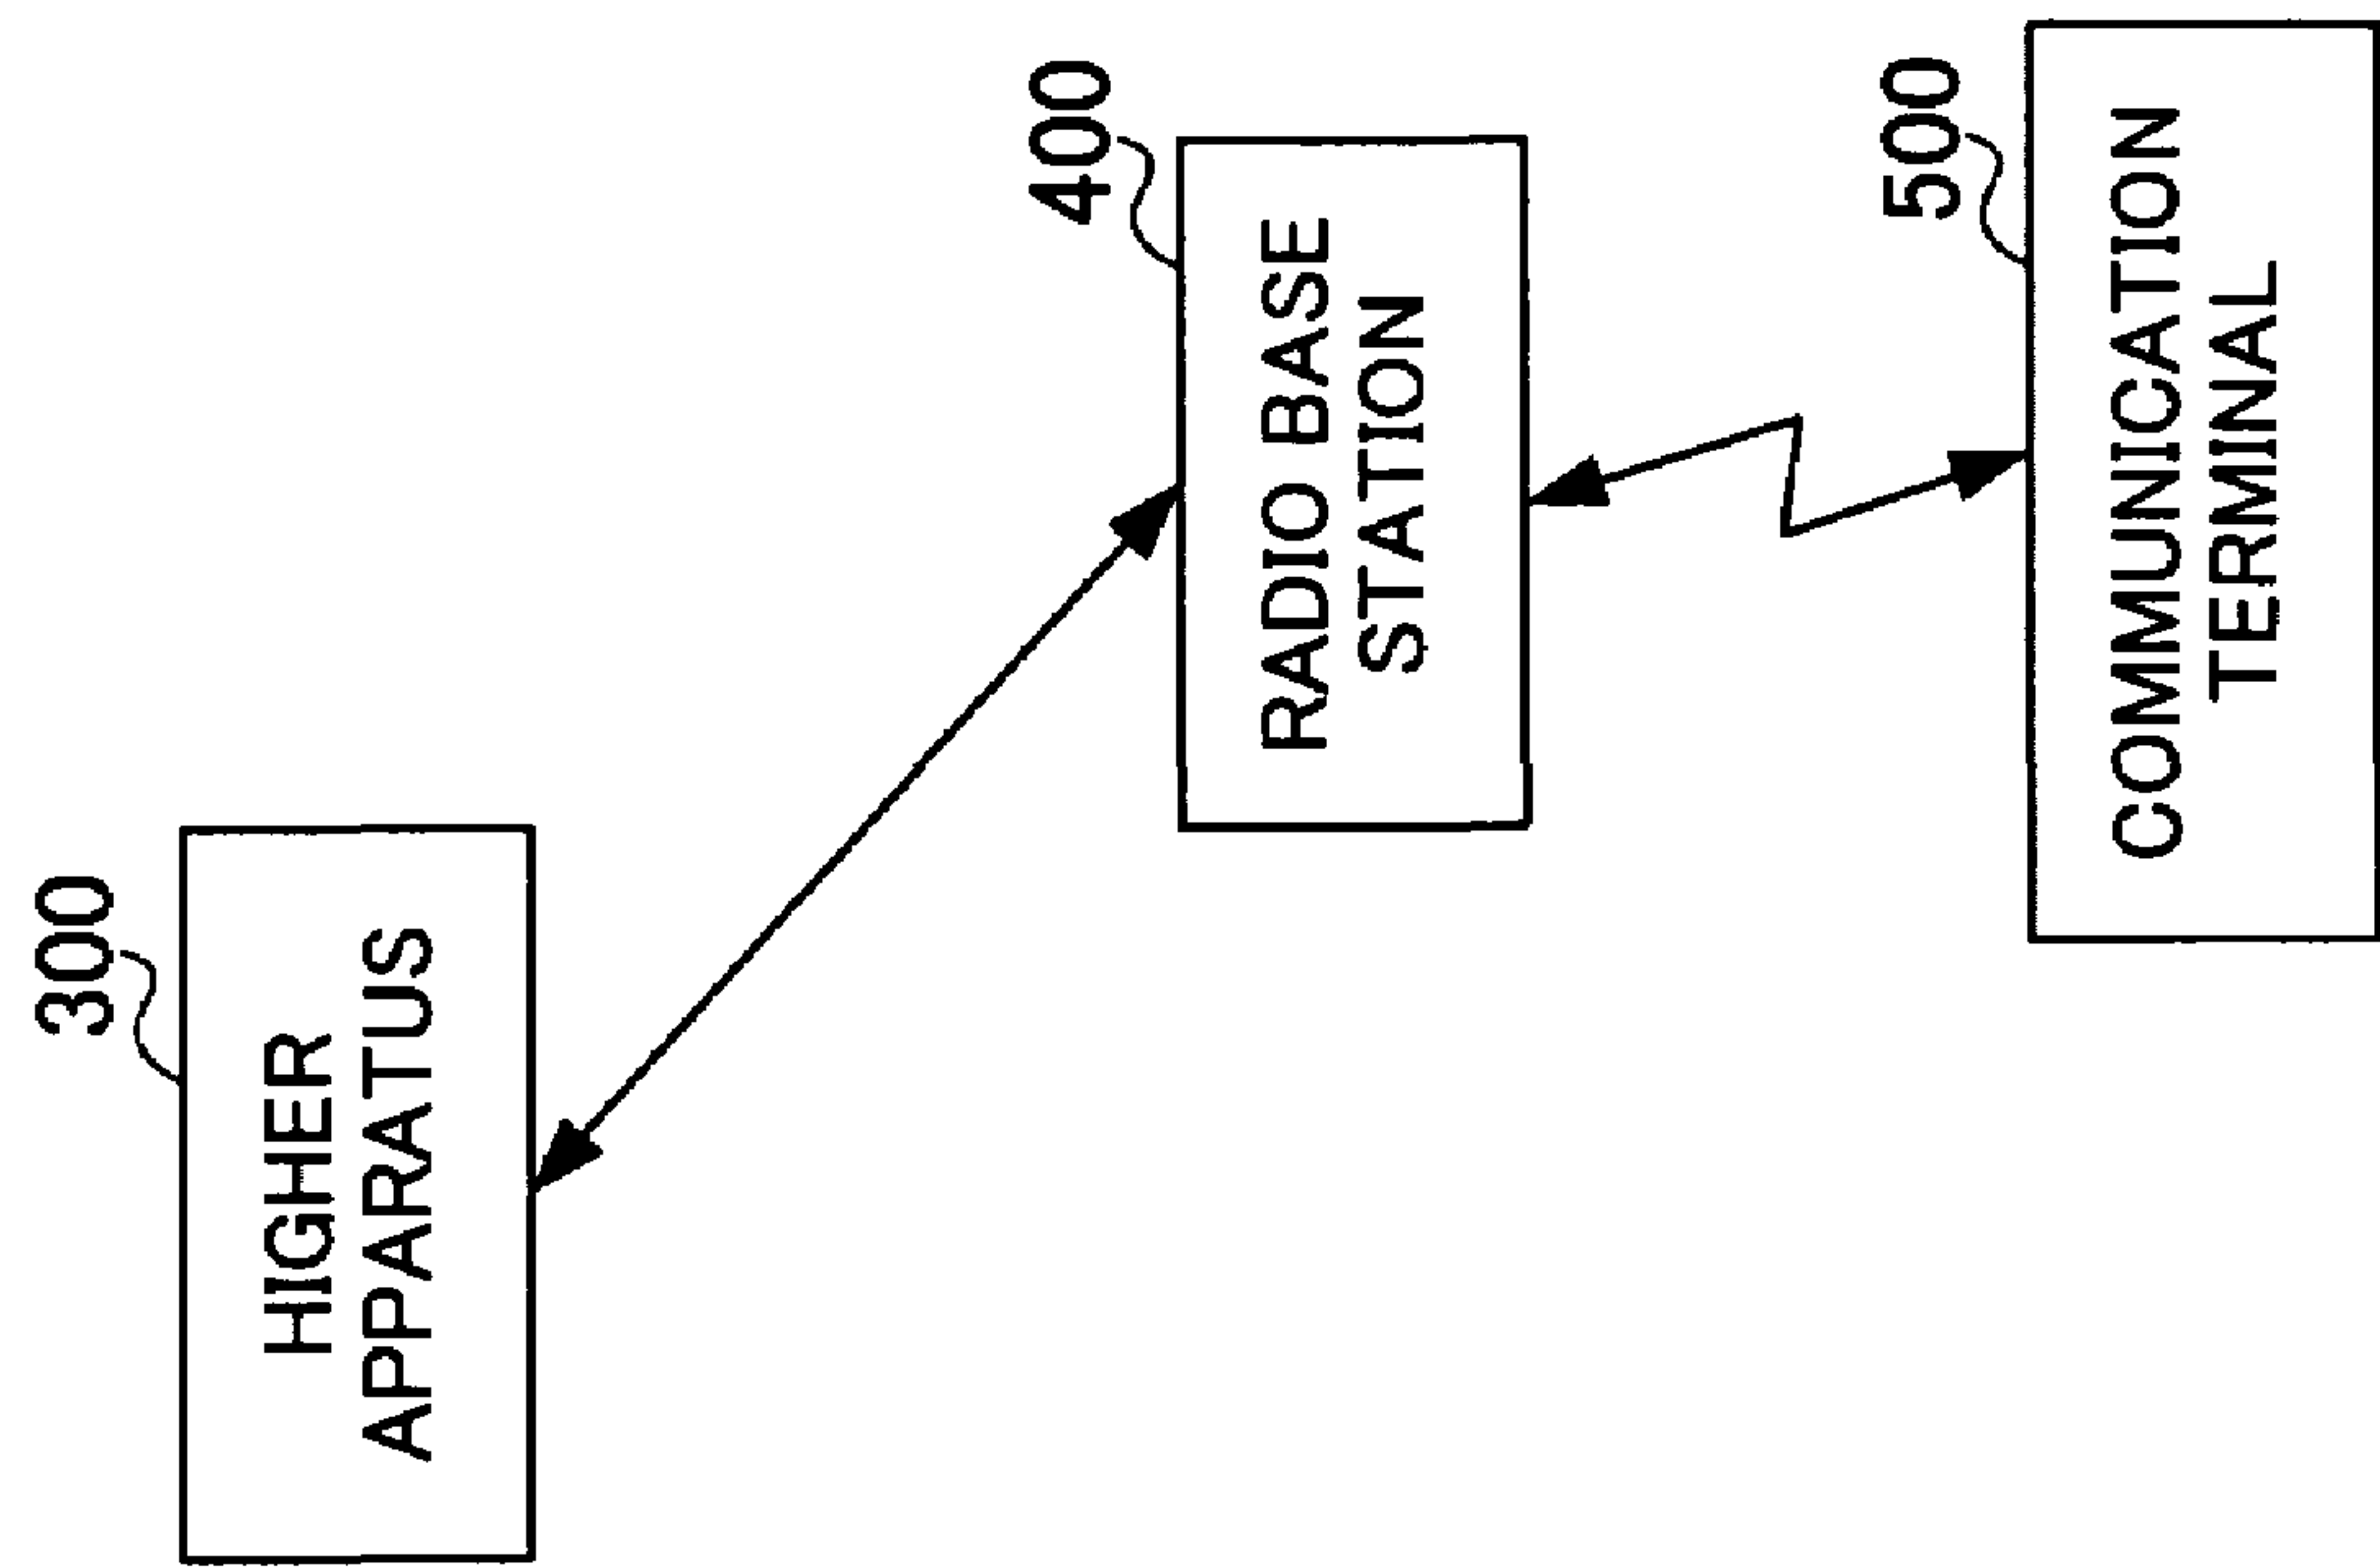 300
HIGHER
APPARATUS
400
RADIO BASE
STATION
500
COMMUNICATION
TERMINAL